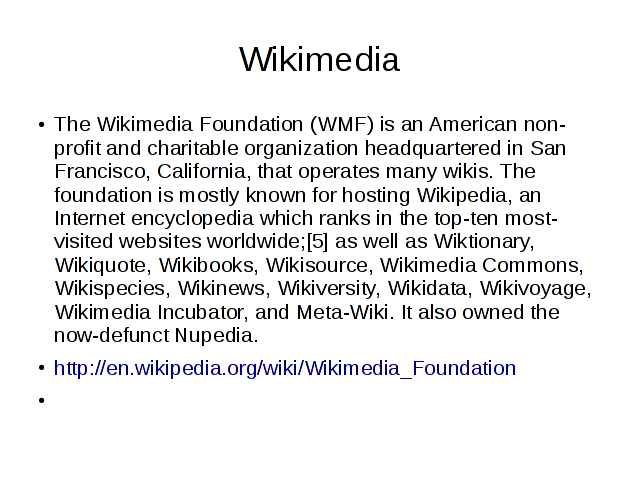 Wikimedia
• The Wikimedia Foundation (WMF) is an American non-
profit and charitable organization headquartered in San
Francisco, California, that operates many wikis. The
foundation is mostly known for hosting Wikipedia, an
Internet encyclopedia which ranks in the top-ten most-
visited websites worldwide;[5] as well as Wiktionary,
Wikiquote, Wikibooks, Wikisource, Wikimedia Commons,
Wikispecies, Wikinews, Wikiversity, Wikidata, Wikivoyage,
Wikimedia Incubator, and Meta-Wiki. It also owned the
now-defunct Nupedia.
• http://en.wikipedia.org/wiki/Wikimedia_Foundation
•